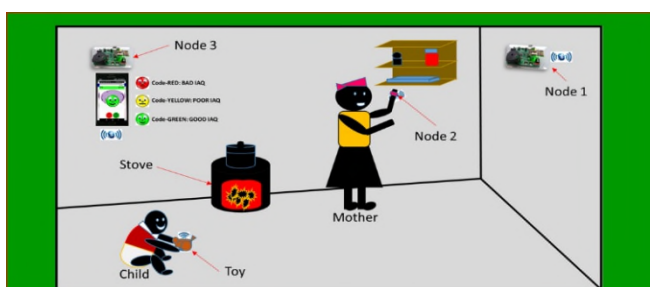 Node 3
Node 1
Code-RED: BAD IAQ
Code-YELLOW: POOR IAQ
Code-GREEN: GOOD IAQ
Node 2
Stove
Mother
Child
Toy